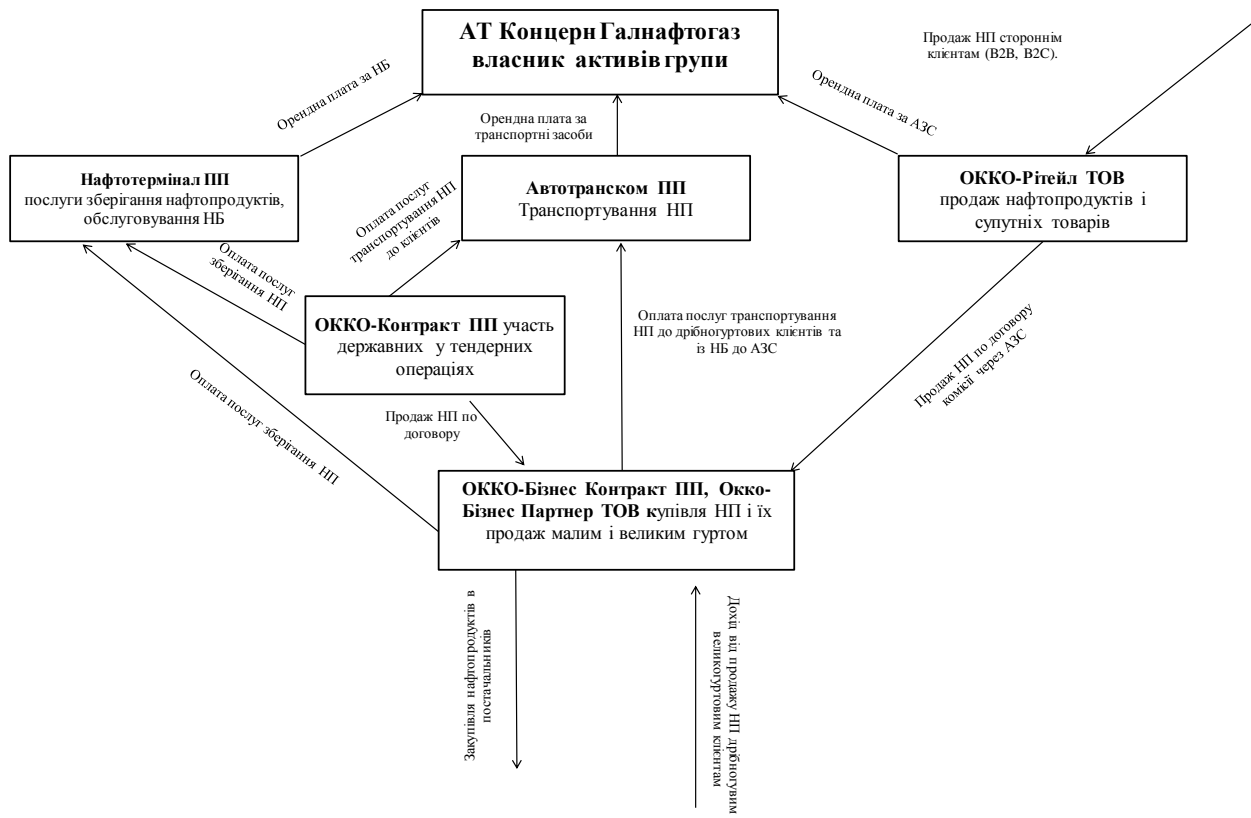 АТ Концерн Галнафтогаз
власник активів групи
Продаж НП стороннім
клієнтам (B2B, B2C).
Орендна плата за НБ
Орендна плата за
транспортні засоби
Орендна плата за АЗС
Нафтотермінал ПП
послуги зберігання нафтопродуктів,
обслуговування НБ
Автотранском ПП
Транспортування НП
ОККО-Рітейл ТОВ
продаж нафтопродуктів і
супутніх товарів
Оплата послуг
транспортування НП
до клієнтів
Оплата послуг
зберігання НП
ОККО-Контракт ПП участь
державних у тендерних
операціях
Оплата послуг транспортування
НП до дрібногуртових клієнтів та
із НБ до АЗС
Продаж НП по договору
комісії через АЗС
Оплата послуг зберігання НП
Продаж НП по
договору
ОККО-Бізнес Контракт ПП, Окко-
Бізнес Партнер ТОВ купівля НП і їх
продаж малим і великим гуртом
Закупівля нафтопродуктів в
постачальників
Дохід від продажу НП дрібногувим
великогуртовим клієнтам